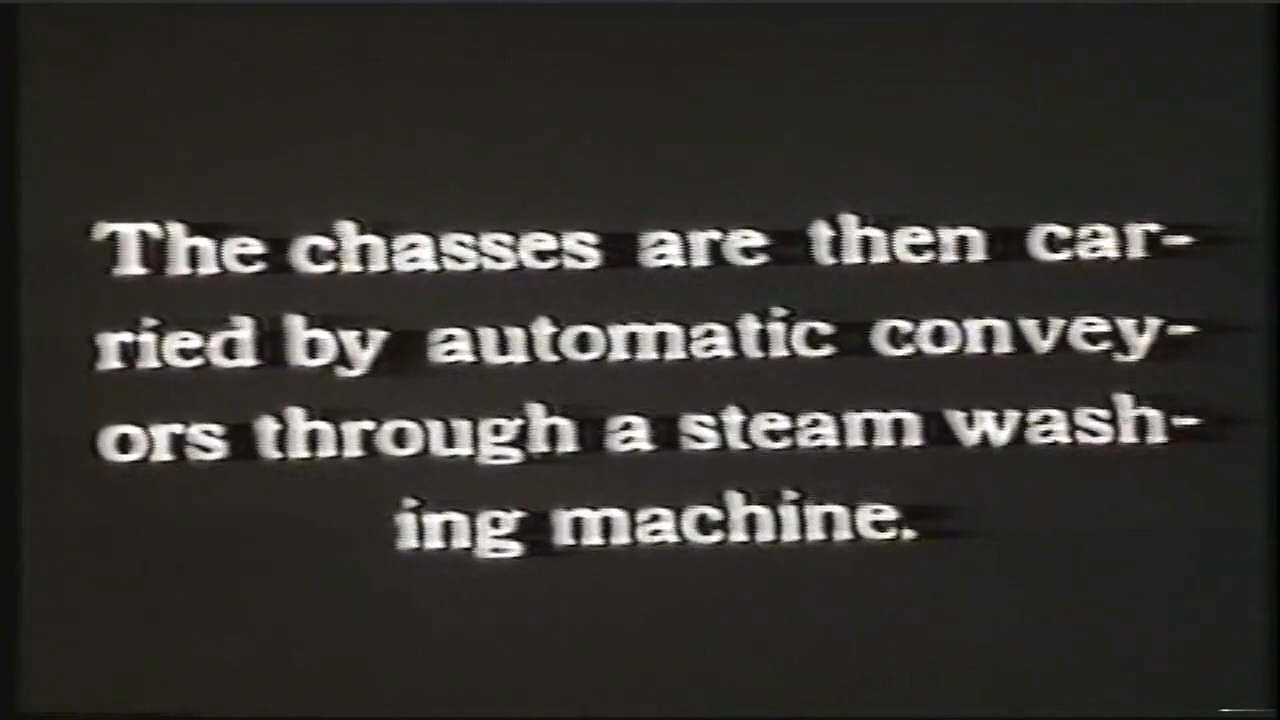 The chasses are then car-
ried by automatic convey-
ors through a steam wash-
ing machine.